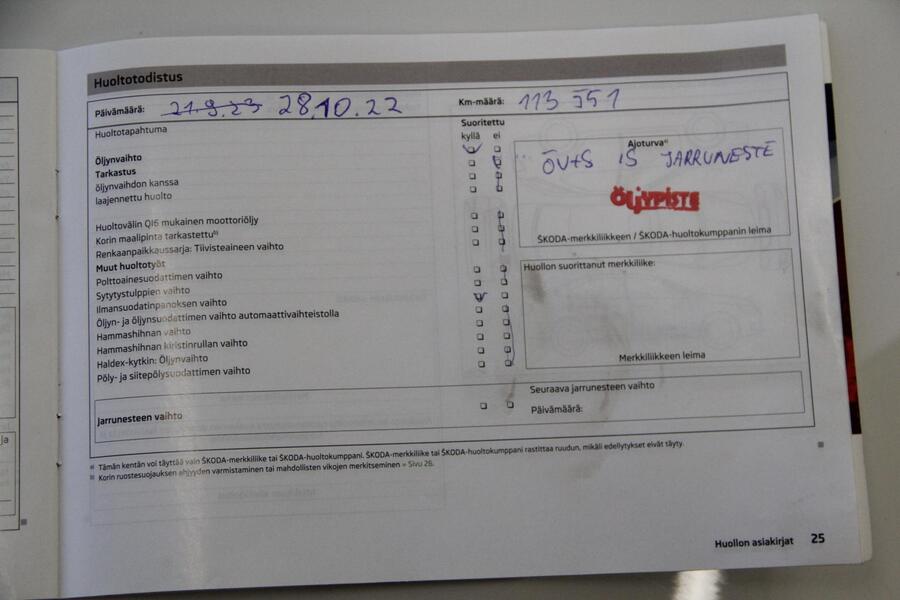 Huoltotodistus
Päivämäärä: 21.9.23 28.10.22 Km-määrä: 113 551
Huoltotapahtuma
Suoritettu
kyllä ei
Öljynvaihto
Tarkastus
öljynvaihdon kanssa
laajennettu huolto
Huoltovälin QI6 mukainen moottoriöljy
Korin maalipinta tarkastettu b)
Renkaanpaikkaussarja: Tiivisteaineen vaihto
Muut huoltotyöt
Polttoainesuodattimen vaihto
Sytytystulppien vaihto
Ilmansuodatinpanoksen vaihto
Öljyn- ja öljynsuodattimen vaihto automaattivaihteistolla
Hammashihnan vaihto
Hammashihnan kiristinrullan vaihto
Haldex-kytkin: Öljynvaihto
Pöly- ja siitepölysuodattimen vaihto
Ajoturva a)
ÖV+S IS JARRUNESTE
ÖLJYPISTE
ŠKODA-merkkiliikkeen / ŠKODA-huoltokumppanin leima
Huollon suorittanut merkkiliike:
Merkkiliikkeen leima
Jarrunesteen vaihto
Seuraava jarrunesteen vaihto
Päivämäärä:
a) Tämän kentän voi täyttää vain ŠKODA-merkkiliike tai ŠKODA-huoltokumppani. ŠKODA-merkkiliike tai ŠKODA-huoltokumppani rastittaa ruudun, mikäli edellytykset eivät täyty.
Korin ruostesuojauksen ehjyyden varmistaminen tai mahdollisten vikojen merkitseminen » Sivu 26.
Huollon asiakirjat 25
ja